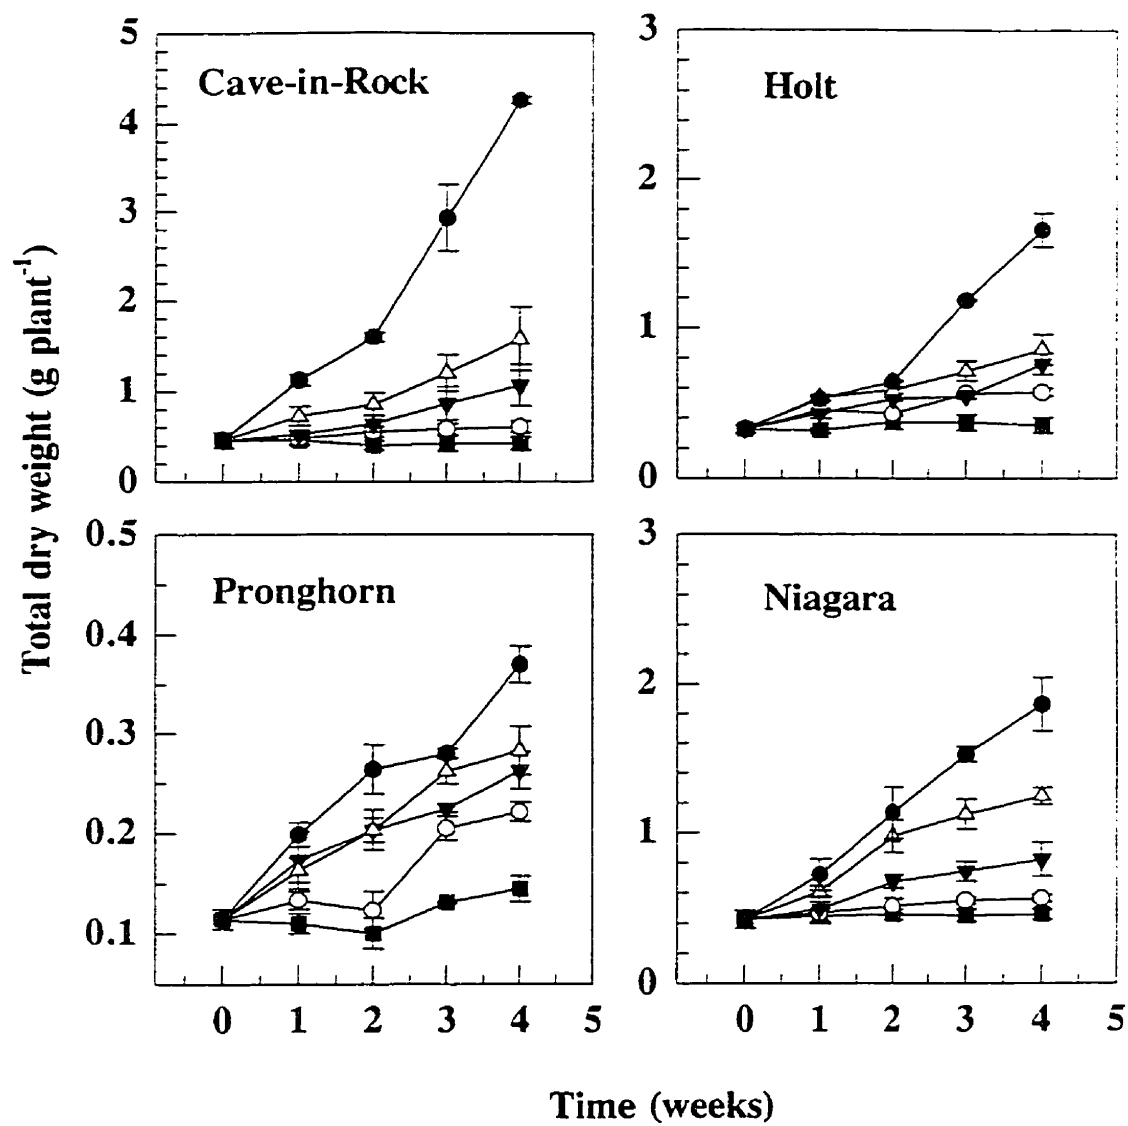 Total dry weight (g plant⁻¹)
Cave-in-Rock
5
4
3
2
1
0
Holt
3
2
1
0
Pronghorn
0.5
0.4
0.3
0.2
0.1
0 1 2 3 4 5
Niagara
3
2
1
0
0 1 2 3 4 5
Time (weeks)